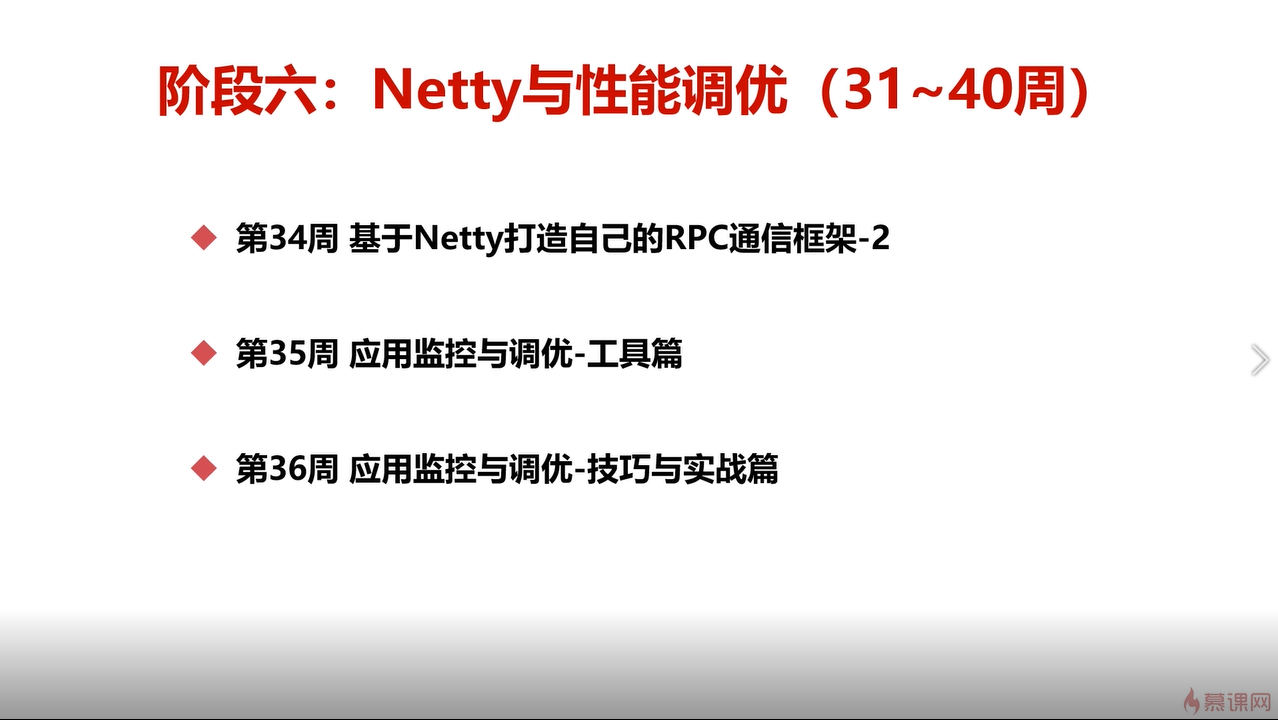 阶段六：Netty与性能调优（31~40周）
第34周 基于Netty打造自己的RPC通信框架-2
第35周 应用监控与调优-工具篇
第36周 应用监控与调优-技巧与实战篇
慕课网